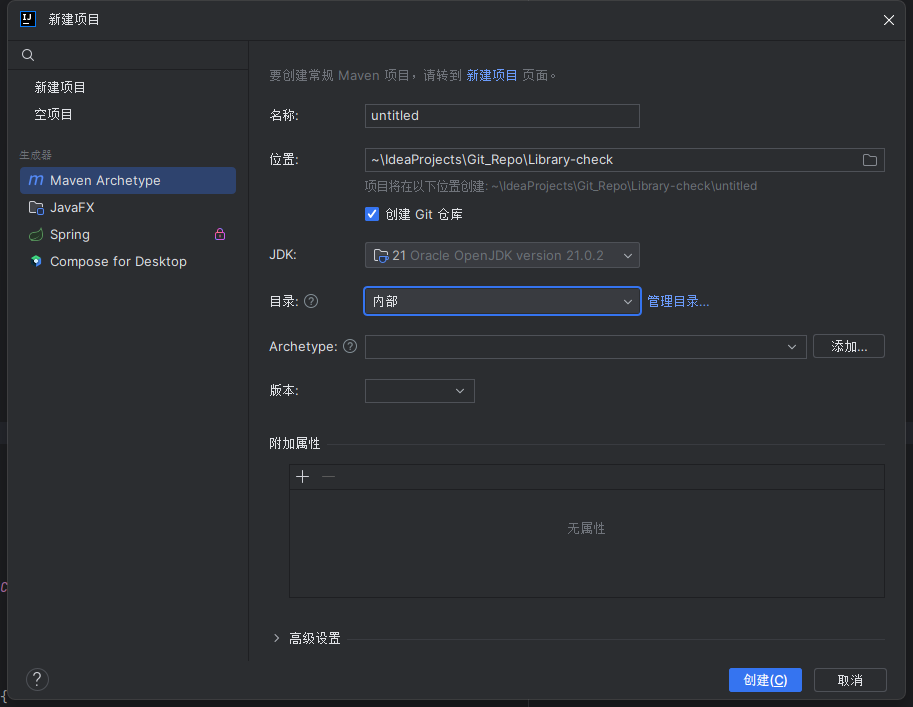 新建项目
新建项目
空项目
生成器
Maven Archetype
JavaFX
Spring
Compose for Desktop
要创建常规 Maven 项目，请转到 新建项目 页面。
名称: untitled
位置: ~\IdeaProjects\Git_Repo\Library-check
项目将在以下位置创建: ~\IdeaProjects\Git_Repo\Library-check\untitled
创建 Git 仓库
JDK: 21 Oracle OpenJDK version 21.0.2
目录: ? 内部 管理目录...
Archetype: ? 添加...
版本:
附加属性
无属性
高级设置
? 创建(C) 取消